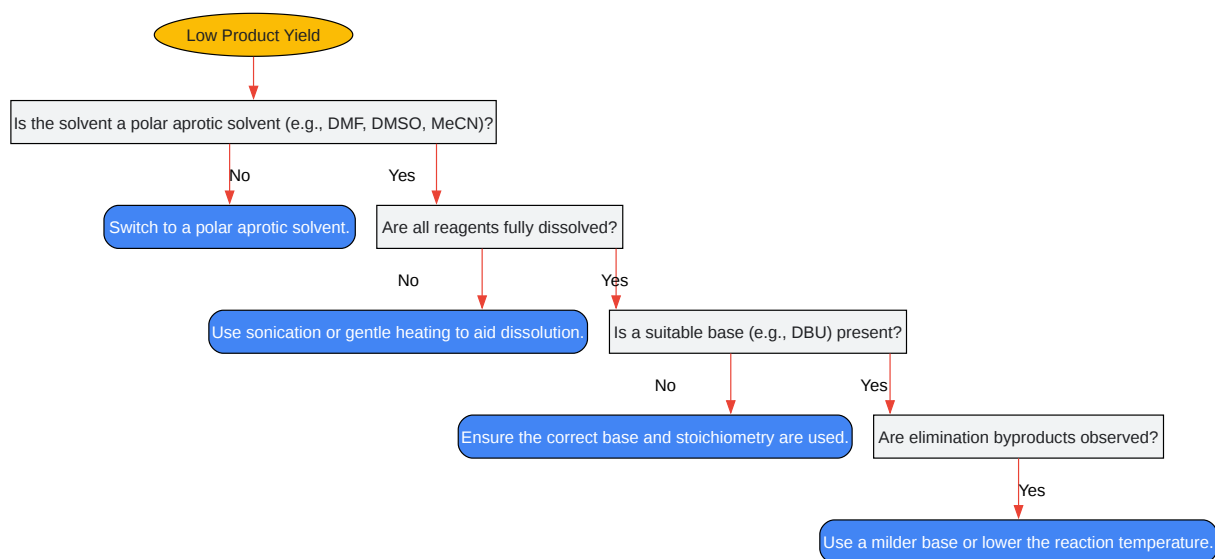 Low Product Yield
Is the solvent a polar aprotic solvent (e.g., DMF, DMSO, MeCN)?
No
Yes
Switch to a polar aprotic solvent.
Are all reagents fully dissolved?
No
Yes
Use sonication or gentle heating to aid dissolution.
Is a suitable base (e.g., DBU) present?
No
Yes
Ensure the correct base and stoichiometry are used.
Are elimination byproducts observed?
Yes
Use a milder base or lower the reaction temperature.